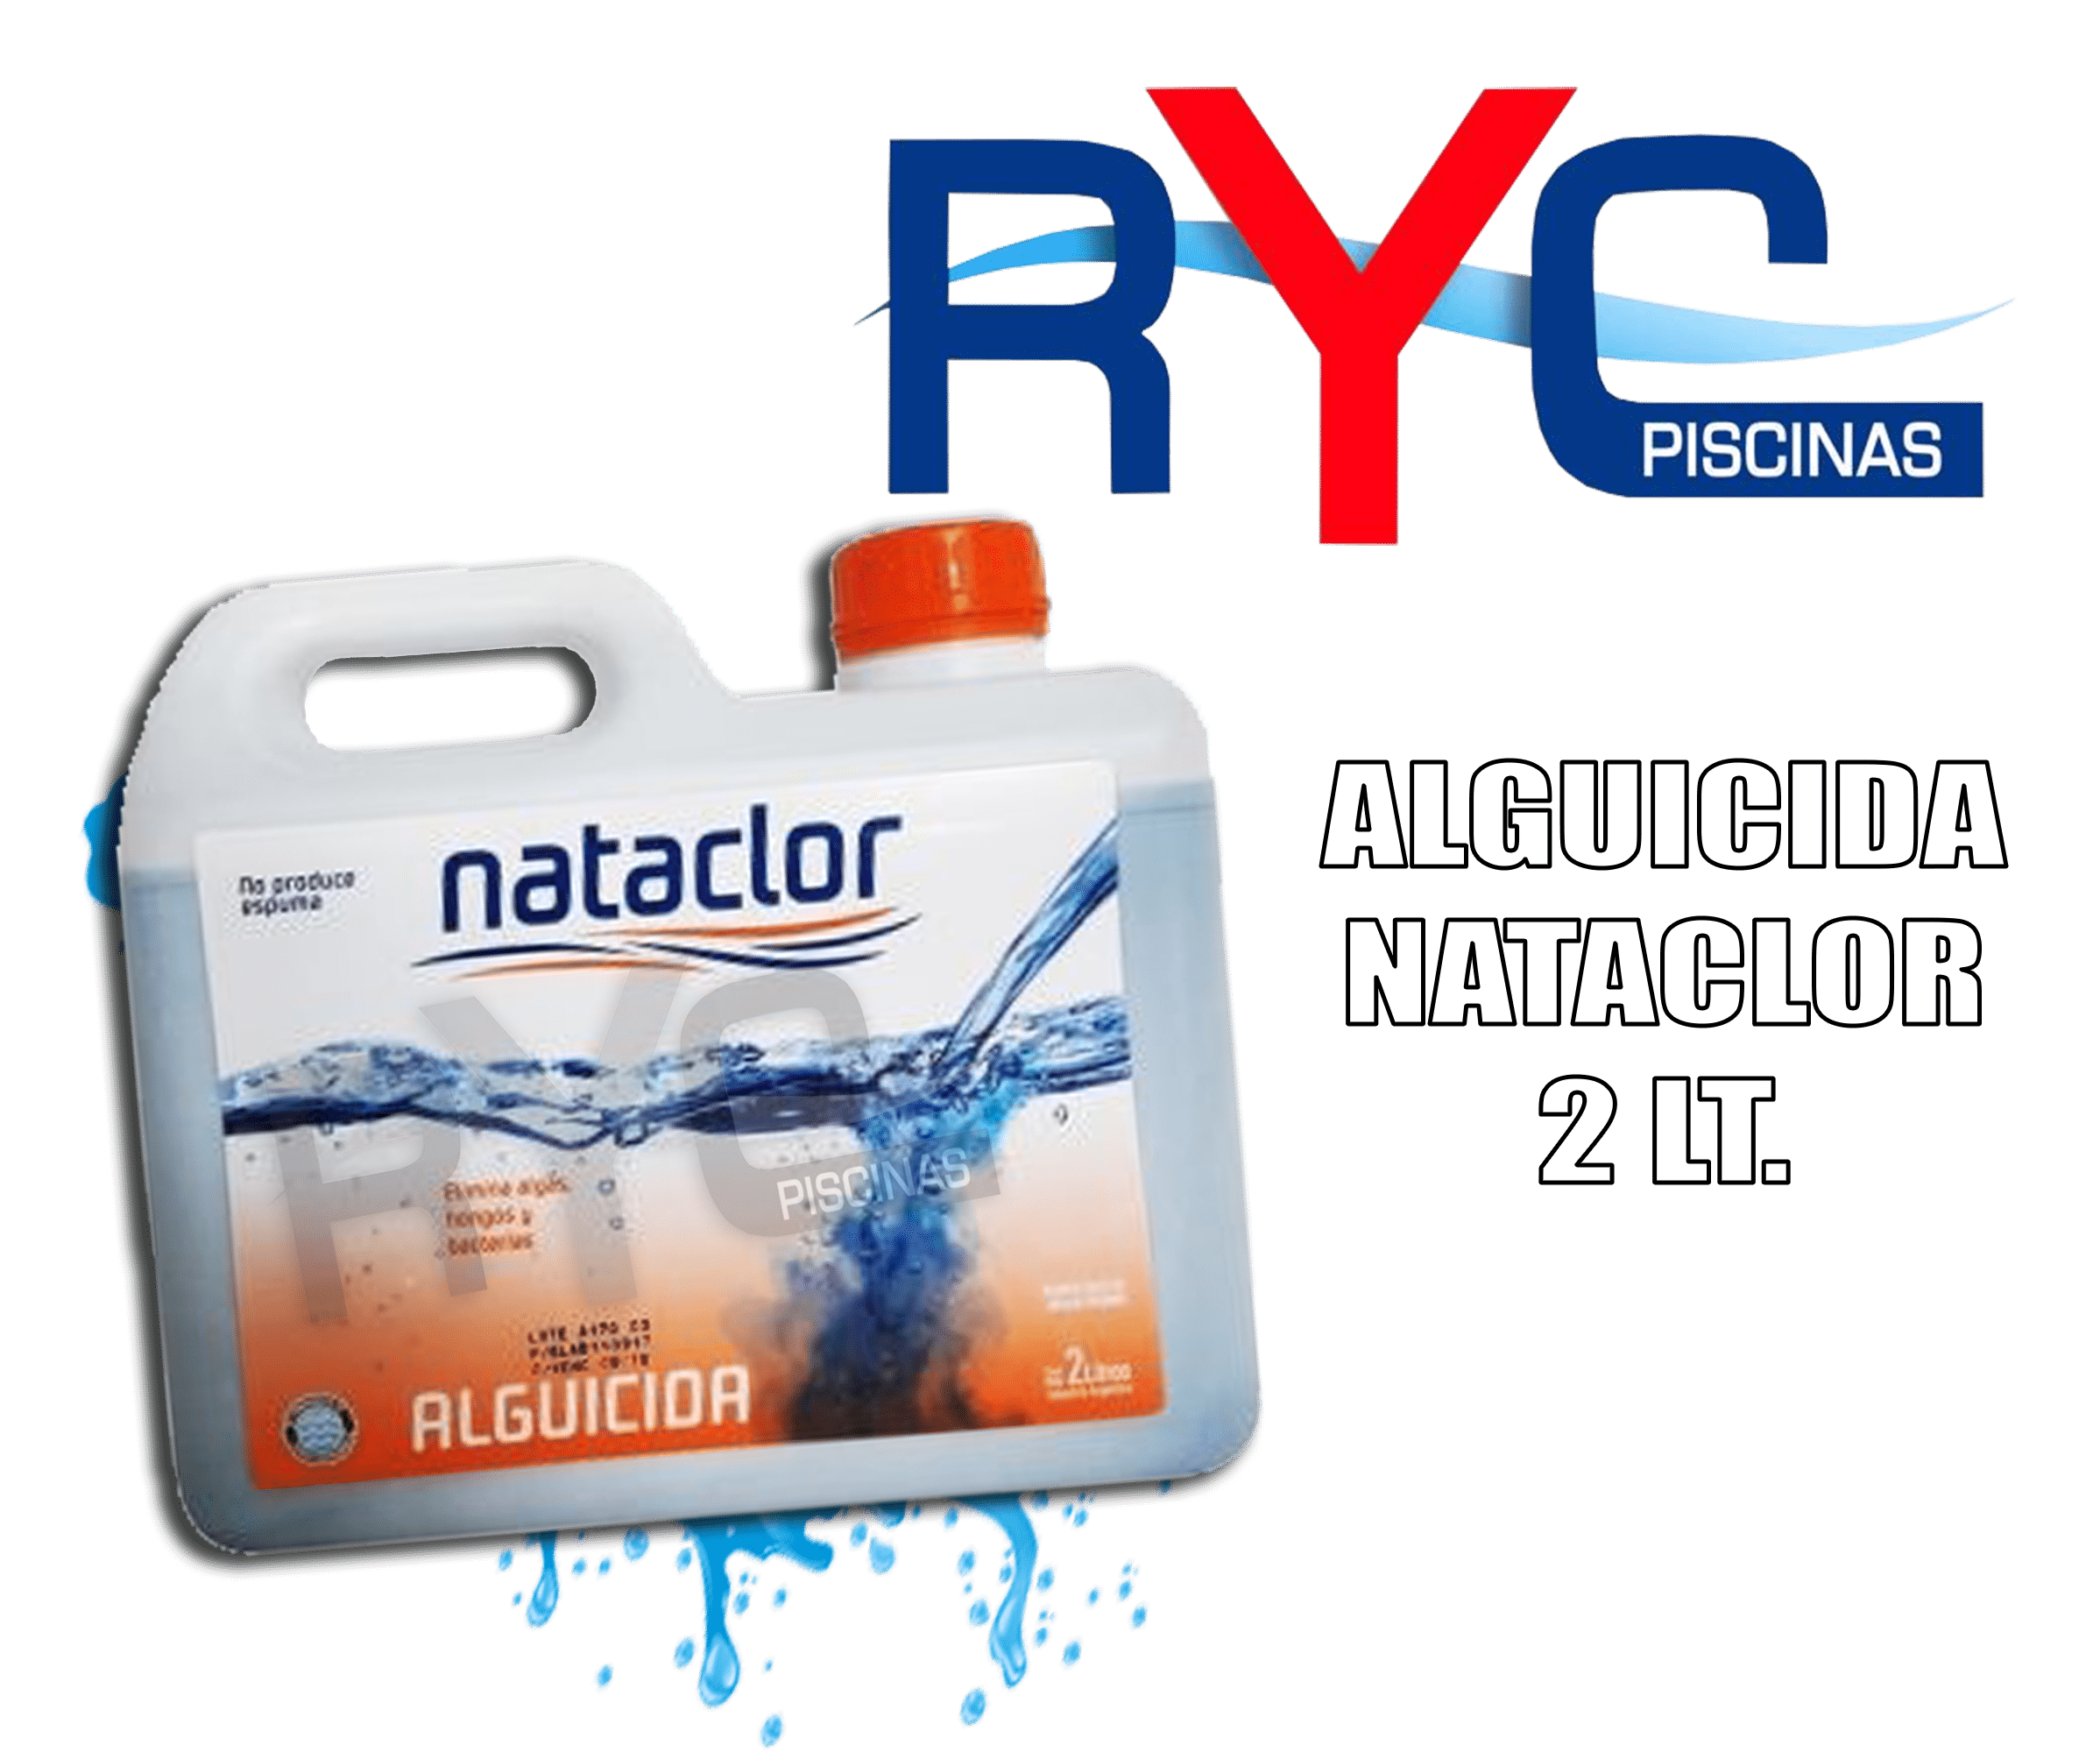 RYC
PISCINAS
No produce
espuma
nataclor
ALGUICIDA
NATACLOR
2 LT.
RYC
PISCINAS
Elimina algas,
hongos y
bacterias
ALGUICIDA
2 Litros